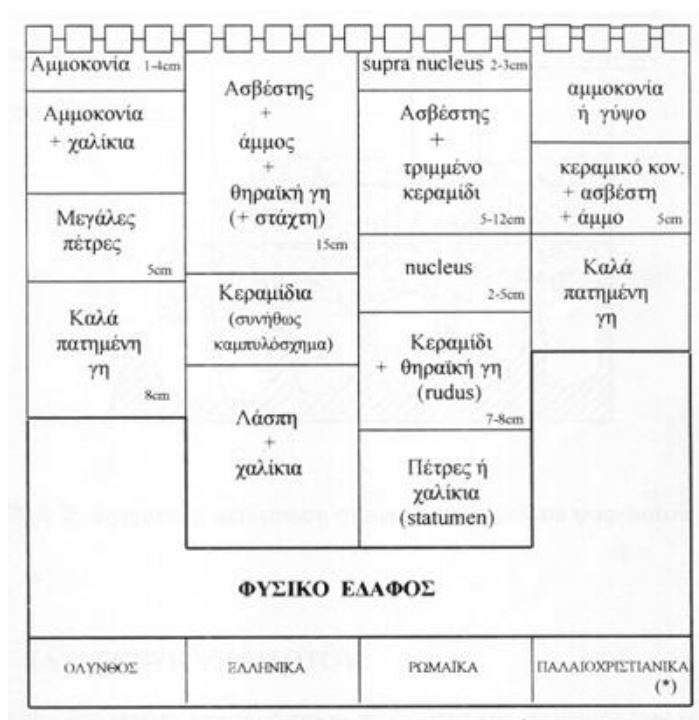 Αμμοκονία 1-4cm
Αμμοκονία
+ χαλίκια
Μεγάλες
πέτρες
5cm
Καλά
πατημένη
γη
8cm
Ασβέστης
+
άμμος
+
θηραϊκή γη
(+ στάχτη)
15cm
Κεραμίδια
(συνήθως
καμπυλόσχημα)
Λάσπη
+
χαλίκια
supra nucleus 2-3cm
Ασβέστης
+
τριμμένο
κεραμίδι
5-12cm
nucleus
2-5cm
Κεραμίδι
+ θηραϊκή γη
(rudus)
7-8cm
Πέτρες ή
χαλίκια
(statumen)
αμμοκονία
ή γύψο
κεραμικό κον.
+ ασβέστη
+ άμμο 5cm
Καλά
πατημένη
γη
ΦΥΣΙΚΟ ΕΔΑΦΟΣ
ΟΛΥΝΘΟΣ
ΕΛΛΗΝΙΚΑ
ΡΩΜΑΪΚΑ
ΠΑΛΑΙΟΧΡΙΣΤΙΑΝΙΚΑ
(*)